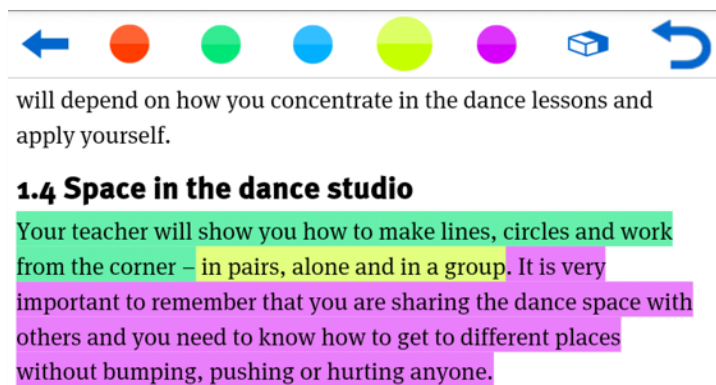 will depend on how you concentrate in the dance lessons and
apply yourself.
1.4 Space in the dance studio
Your teacher will show you how to make lines, circles and work
from the corner – in pairs, alone and in a group. It is very
important to remember that you are sharing the dance space with
others and you need to know how to get to different places
without bumping, pushing or hurting anyone.